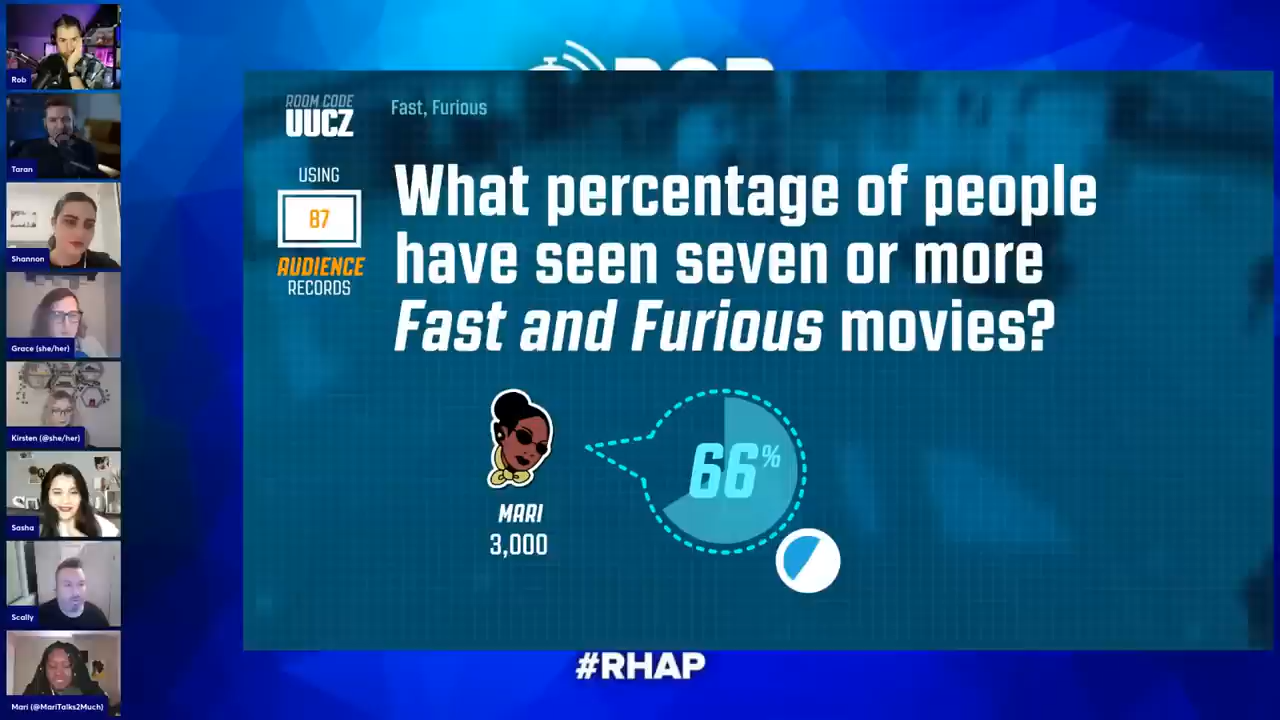 Rob
Taran
Shannon
Grace (she/her)
Kirsten (@she/her)
Sasha
Scally
Mari (@MariTalks2Much)
ROOM CODE
UUCZ
Fast, Furious
USING
87
AUDIENCE
RECORDS
What percentage of people
have seen seven or more
Fast and Furious movies?
66%
MARI
3,000
#RHAP